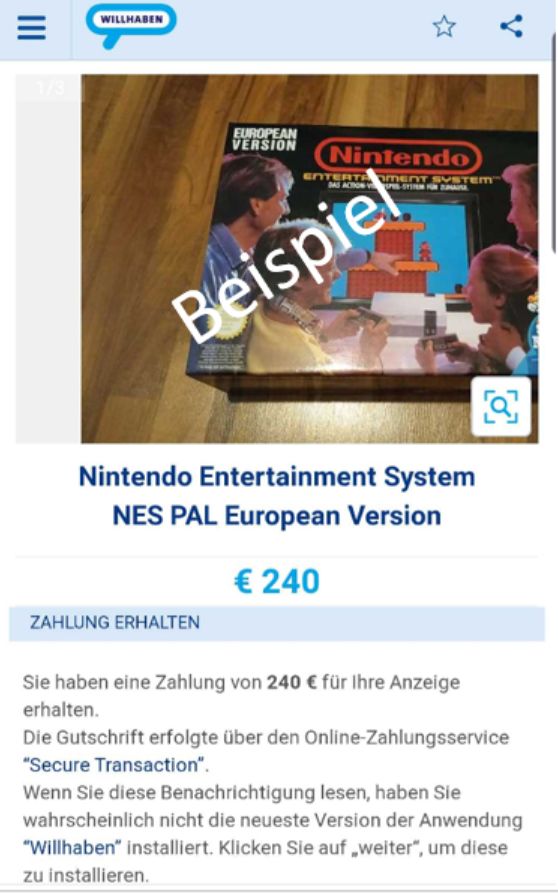 WILLHABEN
1/3
EUROPEAN
VERSION
Nintendo
ENTERTAINMENT SYSTEM™
DAS ACTION-VIDEOSPIEL-SYSTEM FÜR ZUHAUSE.
Beispiel
Nintendo Entertainment System
NES PAL European Version
€ 240
ZAHLUNG ERHALTEN
Sie haben eine Zahlung von 240 € für Ihre Anzeige
erhalten.
Die Gutschrift erfolgte über den Online-Zahlungsservice
“Secure Transaction”.
Wenn Sie diese Benachrichtigung lesen, haben Sie
wahrscheinlich nicht die neueste Version der Anwendung
“Willhaben” installiert. Klicken Sie auf „weiter“, um diese
zu installieren.